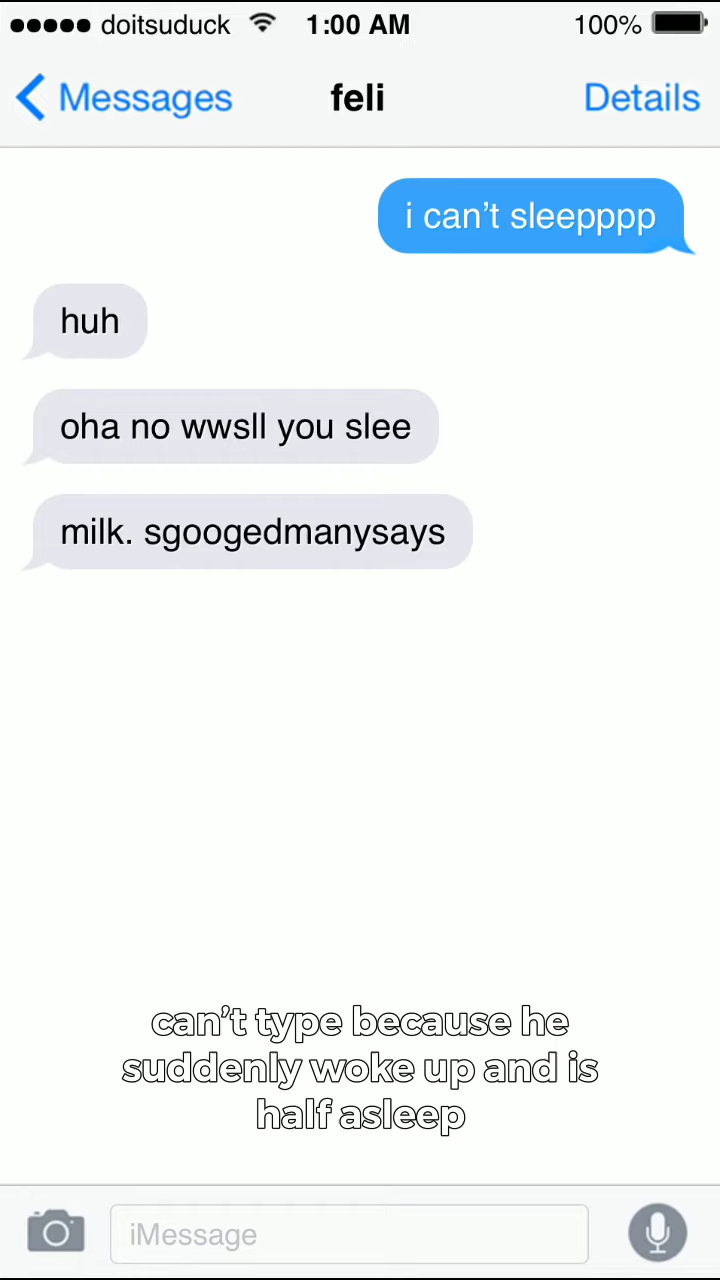 doitsuduck 1:00 AM 100%
Messages feli Details
i can’t sleepppp
huh
oha no wwsll you slee
milk. sgoogedmanysays
can’t type because he
suddenly woke up and is
half asleep
iMessage